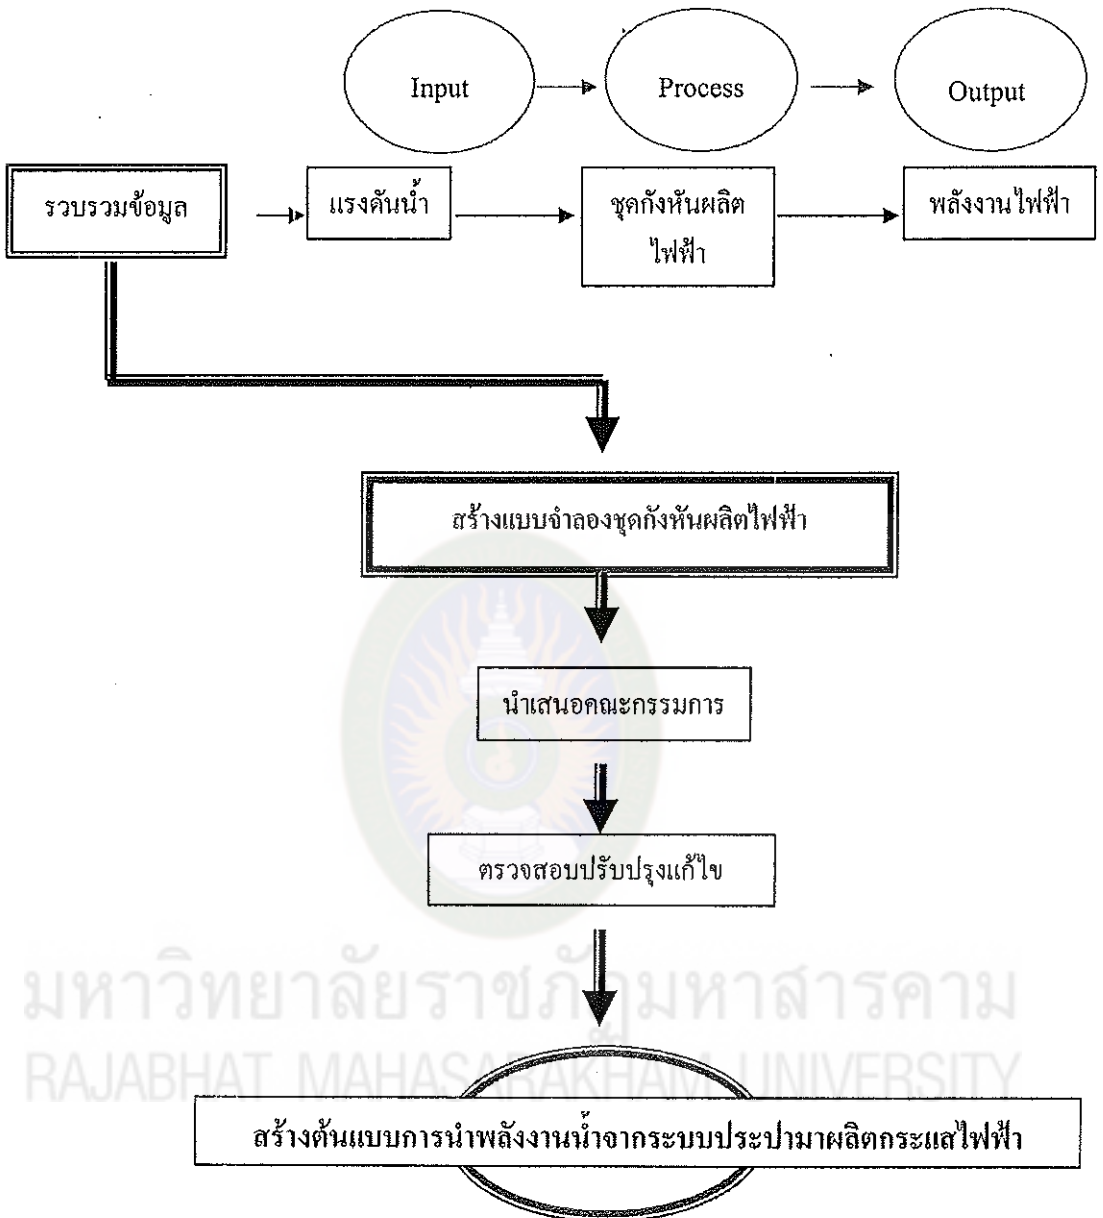 Input
Process
Output
รวบรวมข้อมูล
แรงดันน้ำ
ชุดกังหันผลิต
ไฟฟ้า
พลังงานไฟฟ้า
สร้างแบบจำลองชุดกังหันผลิตไฟฟ้า
นำเสนอคณะกรรมการ
ตรวจสอบปรับปรุงแก้ไข
มหาวิทยาลัยราชภัฏมหาสารคาม
RAJABHAT MAHASARAKHAM UNIVERSITY
สร้างต้นแบบการนำพลังงานน้ำจากระบบประปามาผลิตกระแสไฟฟ้า